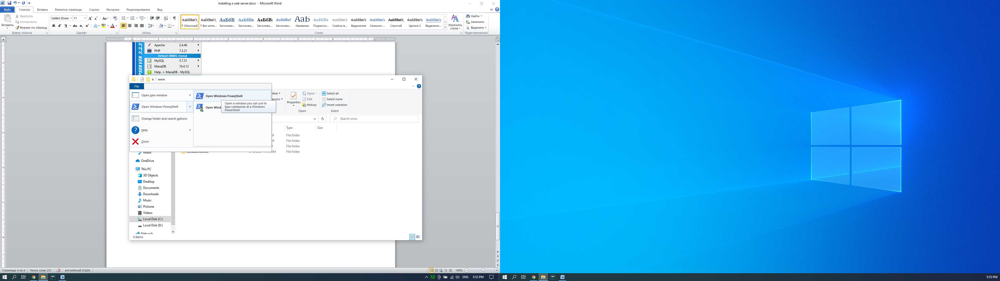 Installing a web server.docx - Microsoft Word
Файл Главная Вставка Разметка страницы Ссылки Рассылки Рецензирование Вид
Вставить
Вырезать
Копировать
Формат по образцу
Буфер обмена
Calibri (Осно 11
Шрифт
Абзац
АаБбВвГг, АаБбВвГг, АаБбВ АаБбВв АаБбВ АаБбВвІ АаБ АаБбВв. АаБбВвГг АаБбВвГг АаБбВвГг АаБбВвГг, АаБбВвГг АаБбВвГг
¶ Обычный ¶ Без инте... Заголово... Заголово... Заголово... Заголово... Название Подзагол... Слабое в... Выделение Сильное ... Строгий Цитата 2 Выделенн...
Стили
Изменить
стили
Найти
Заменить
Выделить
Редактирование
PSERVER 3.2.3
Apache 2.4.46
PHP 7.3.21
Default DBMS: mysql
MySQL 5.7.31
MariaDB 10.4.13
Help -> MariaDB - MySQL
www
File
Open new window
Open Windows PowerShell
Change folder and search options
Help
Close
Open Windows PowerShell
Open Wind
Open a window you can use to
type commands at a Windows
PowerShell
item
access
Properties
Open
Edit
History
Open
Select all
Select none
Invert selection
Select
Search www
Type Size
File folder
File folder
File folder
File folder
Music
OneDrive
This PC
3D Objects
Desktop
Documents
Downloads
Music
Pictures
Videos
Local Disk (C:)
Local Disk (D:)
Network
4 items
Страница: 4 из 4 Число слов: 231 английский (США)
140%
ENG 5:53 PM
5:53 PM